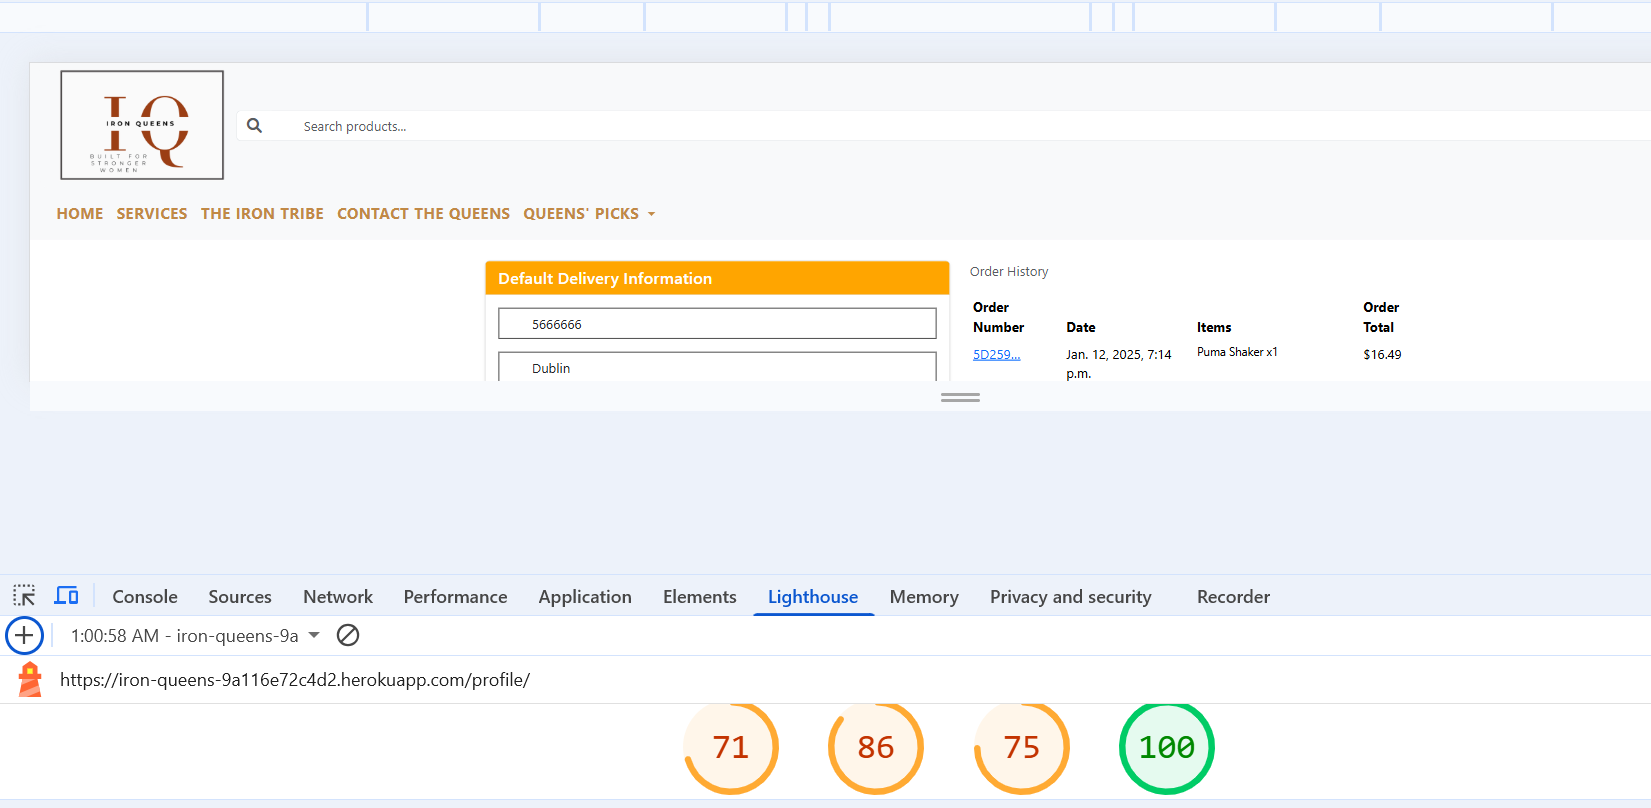 IQ
IRON QUEENS
BUILT FOR
STRONGER
WOMEN
Search products...
HOME SERVICES THE IRON TRIBE CONTACT THE QUEENS QUEENS' PICKS
Default Delivery Information
5666666
Dublin
Order History
Order Number Date Items Order Total
5D259... Jan. 12, 2025, 7:14 p.m. Puma Shaker x1 $16.49
Console Sources Network Performance Application Elements Lighthouse Memory Privacy and security Recorder
1:00:58 AM - iron-queens-9a
https://iron-queens-9a116e72c4d2.herokuapp.com/profile/
71 86 75 100